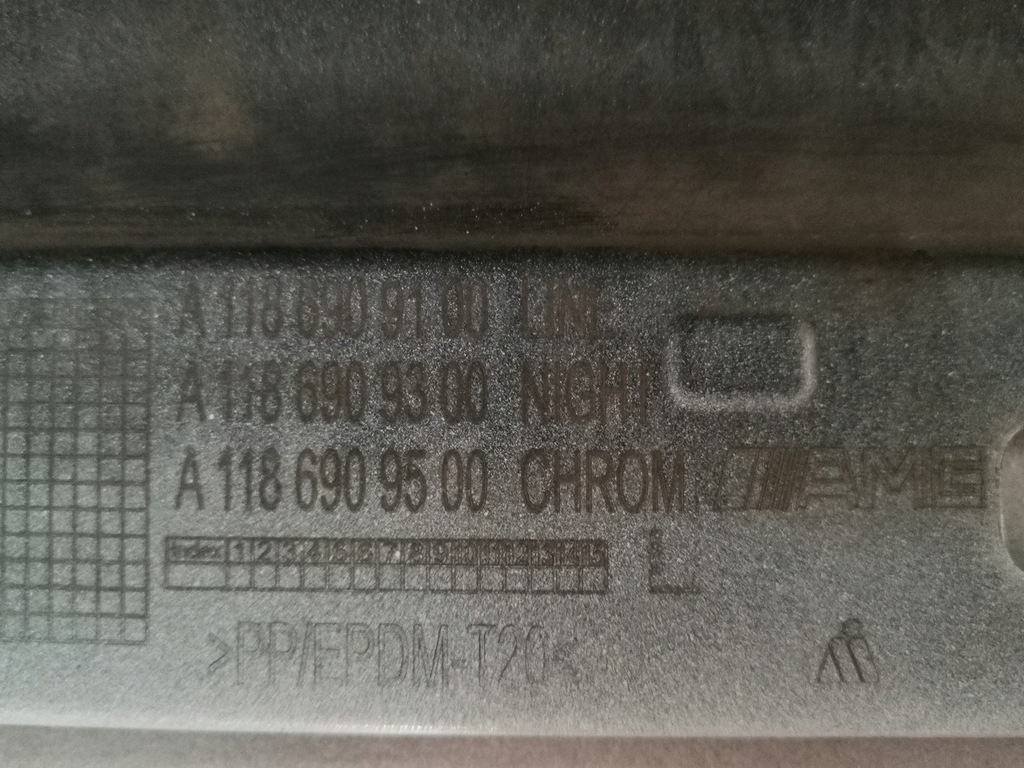 A 118 690 91 00 LINE
A 118 690 93 00 NIGHT
A 118 690 95 00 CHROM AMG
Index 1 2 3 4 5 6 7 8 9 10 11 12 13 14 15
L
>PP/EPDM-T20<